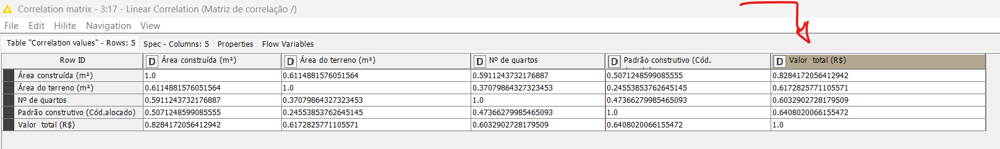 Correlation matrix - 3:17 - Linear Correlation (Matriz de correlação /)
File Edit Hilite Navigation View
Table "Correlation values" - Rows: 5 Spec - Columns: 5 Properties Flow Variables
Row ID D Área construída (m²) D Área do terreno (m²) D Nº de quartos D Padrão construtivo (Cód. D Valor total (R$)
Área construída (m²) 1.0 0.6114881576051564 0.5911243732176887 0.5071248599085555 0.8284172056412942
Área do terreno (m²) 0.6114881576051564 1.0 0.37079864327323453 0.24553853762645145 0.6172825771105571
Nº de quartos 0.5911243732176887 0.37079864327323453 1.0 0.47366279985465093 0.6032902728179509
Padrão construtivo (Cód.alocado) 0.5071248599085555 0.24553853762645145 0.47366279985465093 1.0 0.6408020066155472
Valor total (R$) 0.8284172056412942 0.6172825771105571 0.6032902728179509 0.6408020066155472 1.0